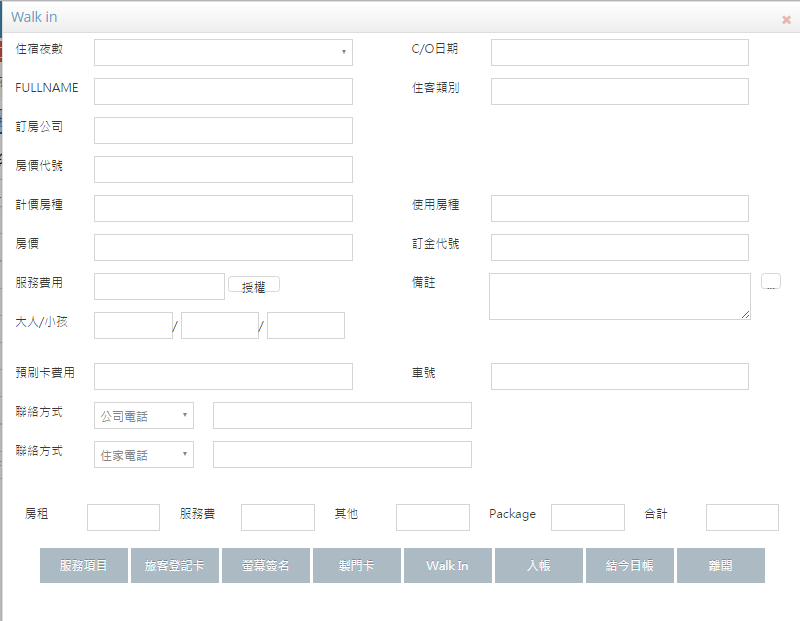 Walk in
住宿夜數
C/O日期
FULLNAME
住客類別
訂房公司
房價代號
計價房種
使用房種
房價
訂金代號
服務費用
授權
備註
...
大人/小孩
/
/
預刷卡費用
車號
聯絡方式
公司電話
聯絡方式
住家電話
房租
服務費
其他
Package
合計
服務項目
旅客登記卡
螢幕簽名
製門卡
Walk In
入帳
結今日帳
離開